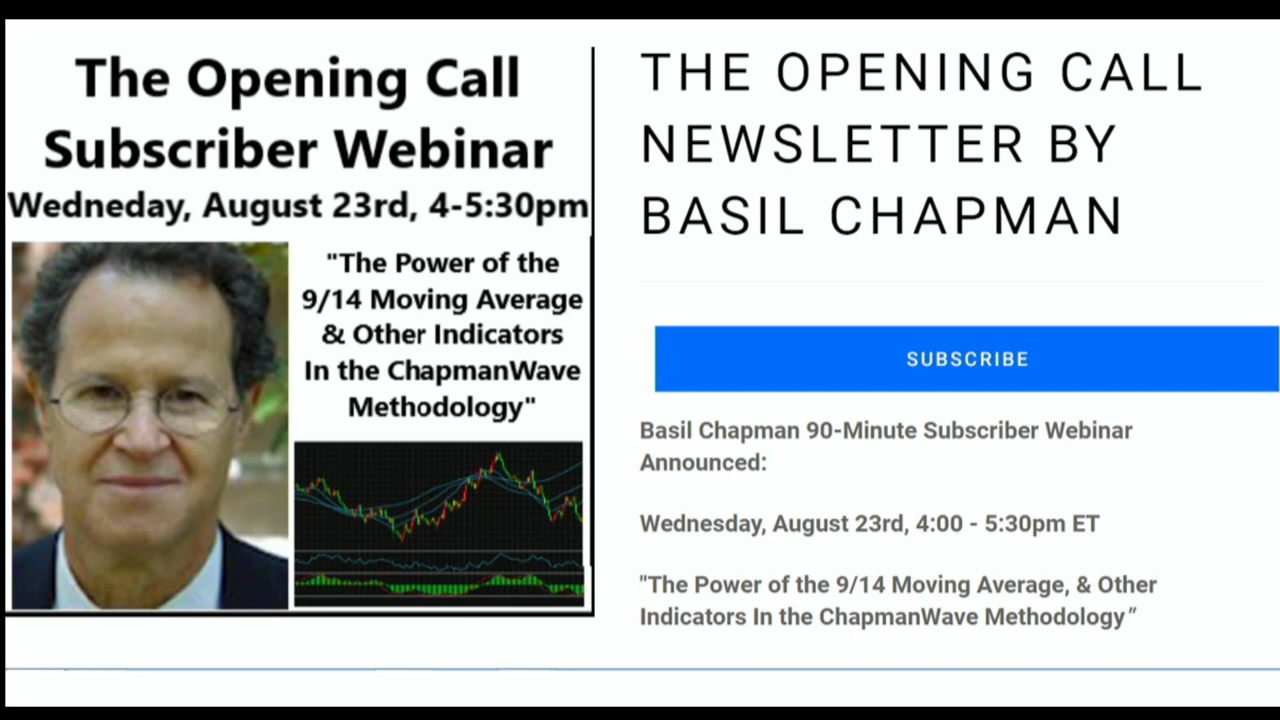 The Opening Call
Subscriber Webinar
Wedneday, August 23rd, 4-5:30pm
"The Power of the
9/14 Moving Average
& Other Indicators
In the ChapmanWave
Methodology"
THE OPENING CALL
NEWSLETTER BY
BASIL CHAPMAN
SUBSCRIBE
Basil Chapman 90-Minute Subscriber Webinar
Announced:
Wednesday, August 23rd, 4:00 - 5:30pm ET
"The Power of the 9/14 Moving Average, & Other
Indicators In the ChapmanWave Methodology”